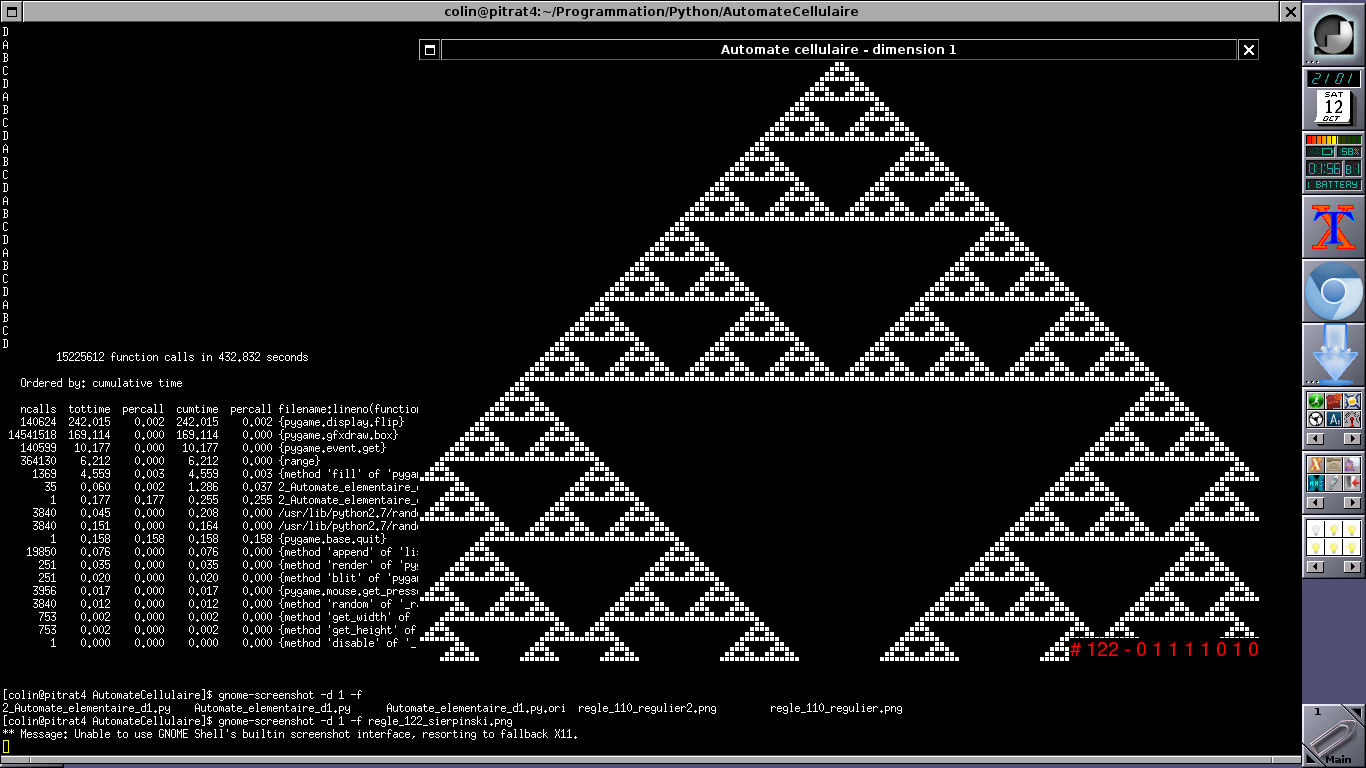 colin@pitrat4:~/Programmation/Python/AutomateCellulaire
Automate cellulaire - dimension 1
D
A
B
C
D
A
B
C
D
A
B
C
D
A
B
C
D
A
B
C
D
A
B
C
D
15225612 function calls in 432.832 seconds
Ordered by: cumulative time
ncalls tottime percall cumtime percall filename:lineno(function
140624 242.015 0.002 242.015 0.002 {pygame.display.flip}
14541518 169.114 0.000 169.114 0.000 {pygame.gfxdraw.box}
140599 10.177 0.000 10.177 0.000 {pygame.event.get}
364130 6.212 0.000 6.212 0.000 {range}
1369 4.559 0.003 4.559 0.003 {method 'fill' of 'pygam
35 0.060 0.002 1.286 0.037 2_Automate_elementaire_
1 0.177 0.177 0.255 0.255 2_Automate_elementaire_
3840 0.045 0.000 0.208 0.000 /usr/lib/python2.7/rand
3840 0.151 0.000 0.164 0.000 /usr/lib/python2.7/rand
1 0.158 0.158 0.158 0.158 {pygame.base.quit}
19850 0.076 0.000 0.076 0.000 {method 'append' of 'li
251 0.035 0.000 0.035 0.000 {method 'render' of 'py
251 0.020 0.000 0.020 0.000 {method 'blit' of 'pygam
3956 0.017 0.000 0.017 0.000 {pygame.mouse.get_press
3840 0.012 0.000 0.012 0.000 {method 'random' of '_r
753 0.002 0.000 0.002 0.000 {method 'get_width' of
753 0.002 0.000 0.002 0.000 {method 'get_height' of
1 0.000 0.000 0.000 0.000 {method 'disable' of '_
# 122 - 0 1 1 1 1 0 1 0
[colin@pitrat4 AutomateCellulaire]$ gnome-screenshot -d 1 -f
2_Automate_elementaire_d1.py Automate_elementaire_d1.py Automate_elementaire_d1.py.ori regle_110_regulier2.png regle_110_regulier.png
[colin@pitrat4 AutomateCellulaire]$ gnome-screenshot -d 1 -f regle_122_sierpinski.png
** Message: Unable to use GNOME Shell's builtin screenshot interface, resorting to fallback X11.
21:01
SAT
12
OCT
58%
01:56 B1
1 BATTERY
XT
1
Main